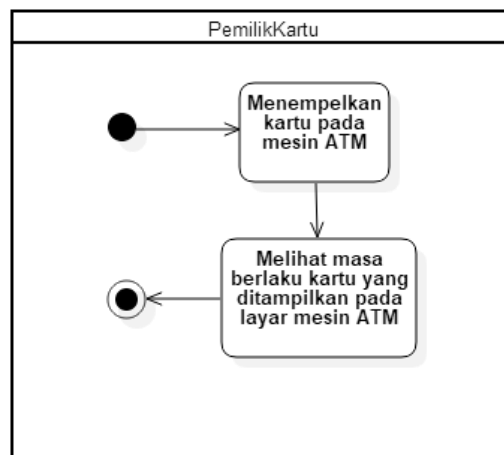 PemilikKartu
Menempelkan
kartu pada
mesin ATM
Melihat masa
berlaku kartu yang
ditampilkan pada
layar mesin ATM